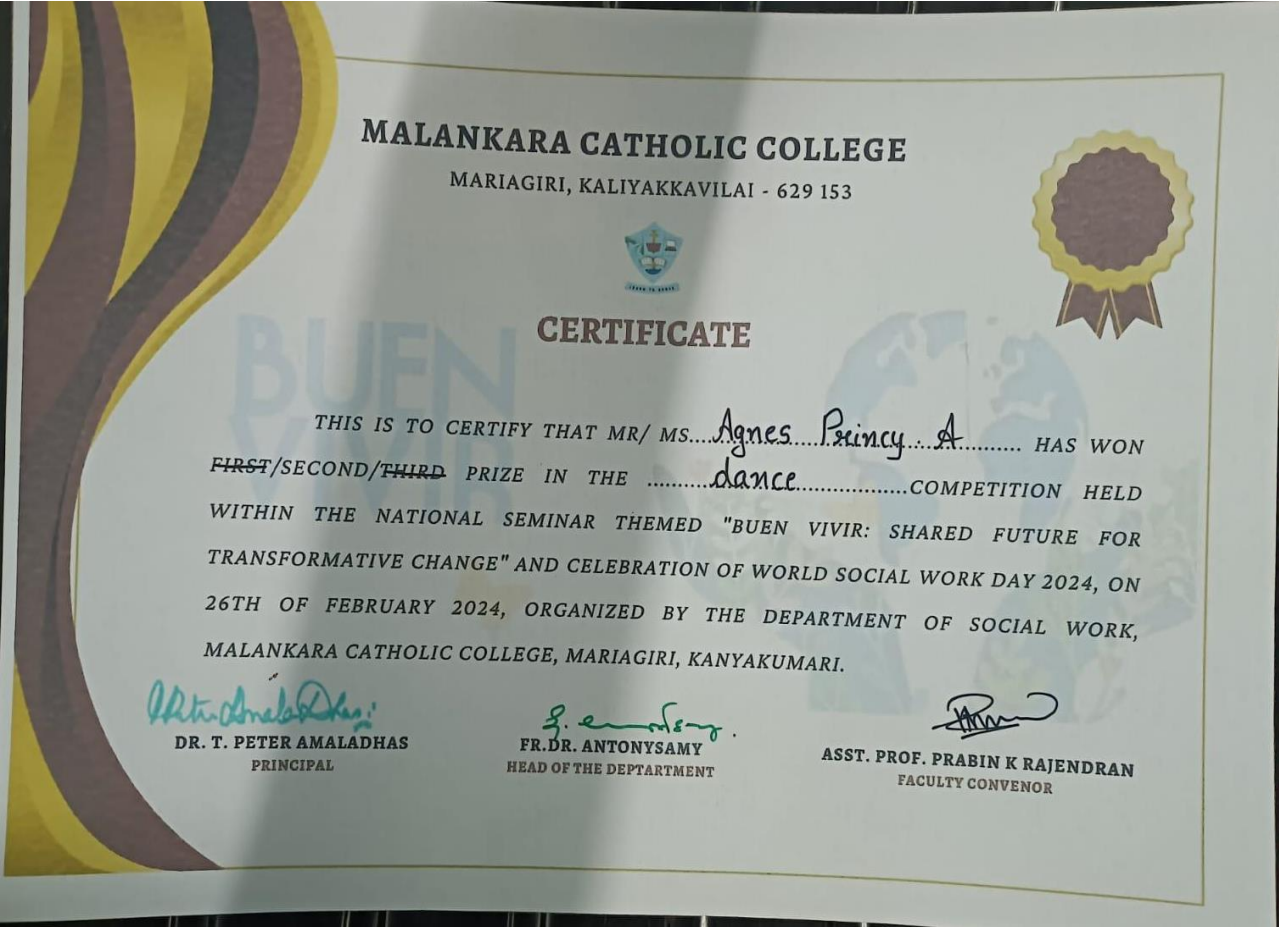 MALANKARA CATHOLIC COLLEGE
MARIAGIRI, KALIYAKKAVILAI - 629 153
CERTIFICATE
BUEN
VIVIR
THIS IS TO CERTIFY THAT MR/ MS....Agnes Princy. A.......... HAS WON
FIRST/SECOND/THIRD PRIZE IN THE ..........dance..................COMPETITION HELD
WITHIN THE NATIONAL SEMINAR THEMED "BUEN VIVIR: SHARED FUTURE FOR
TRANSFORMATIVE CHANGE" AND CELEBRATION OF WORLD SOCIAL WORK DAY 2024, ON
26TH OF FEBRUARY 2024, ORGANIZED BY THE DEPARTMENT OF SOCIAL WORK,
MALANKARA CATHOLIC COLLEGE, MARIAGIRI, KANYAKUMARI.
DR. T. PETER AMALADHAS
PRINCIPAL
FR.DR. ANTONYSAMY
HEAD OF THE DEPTARTMENT
ASST. PROF. PRABIN K RAJENDRAN
FACULTY CONVENOR